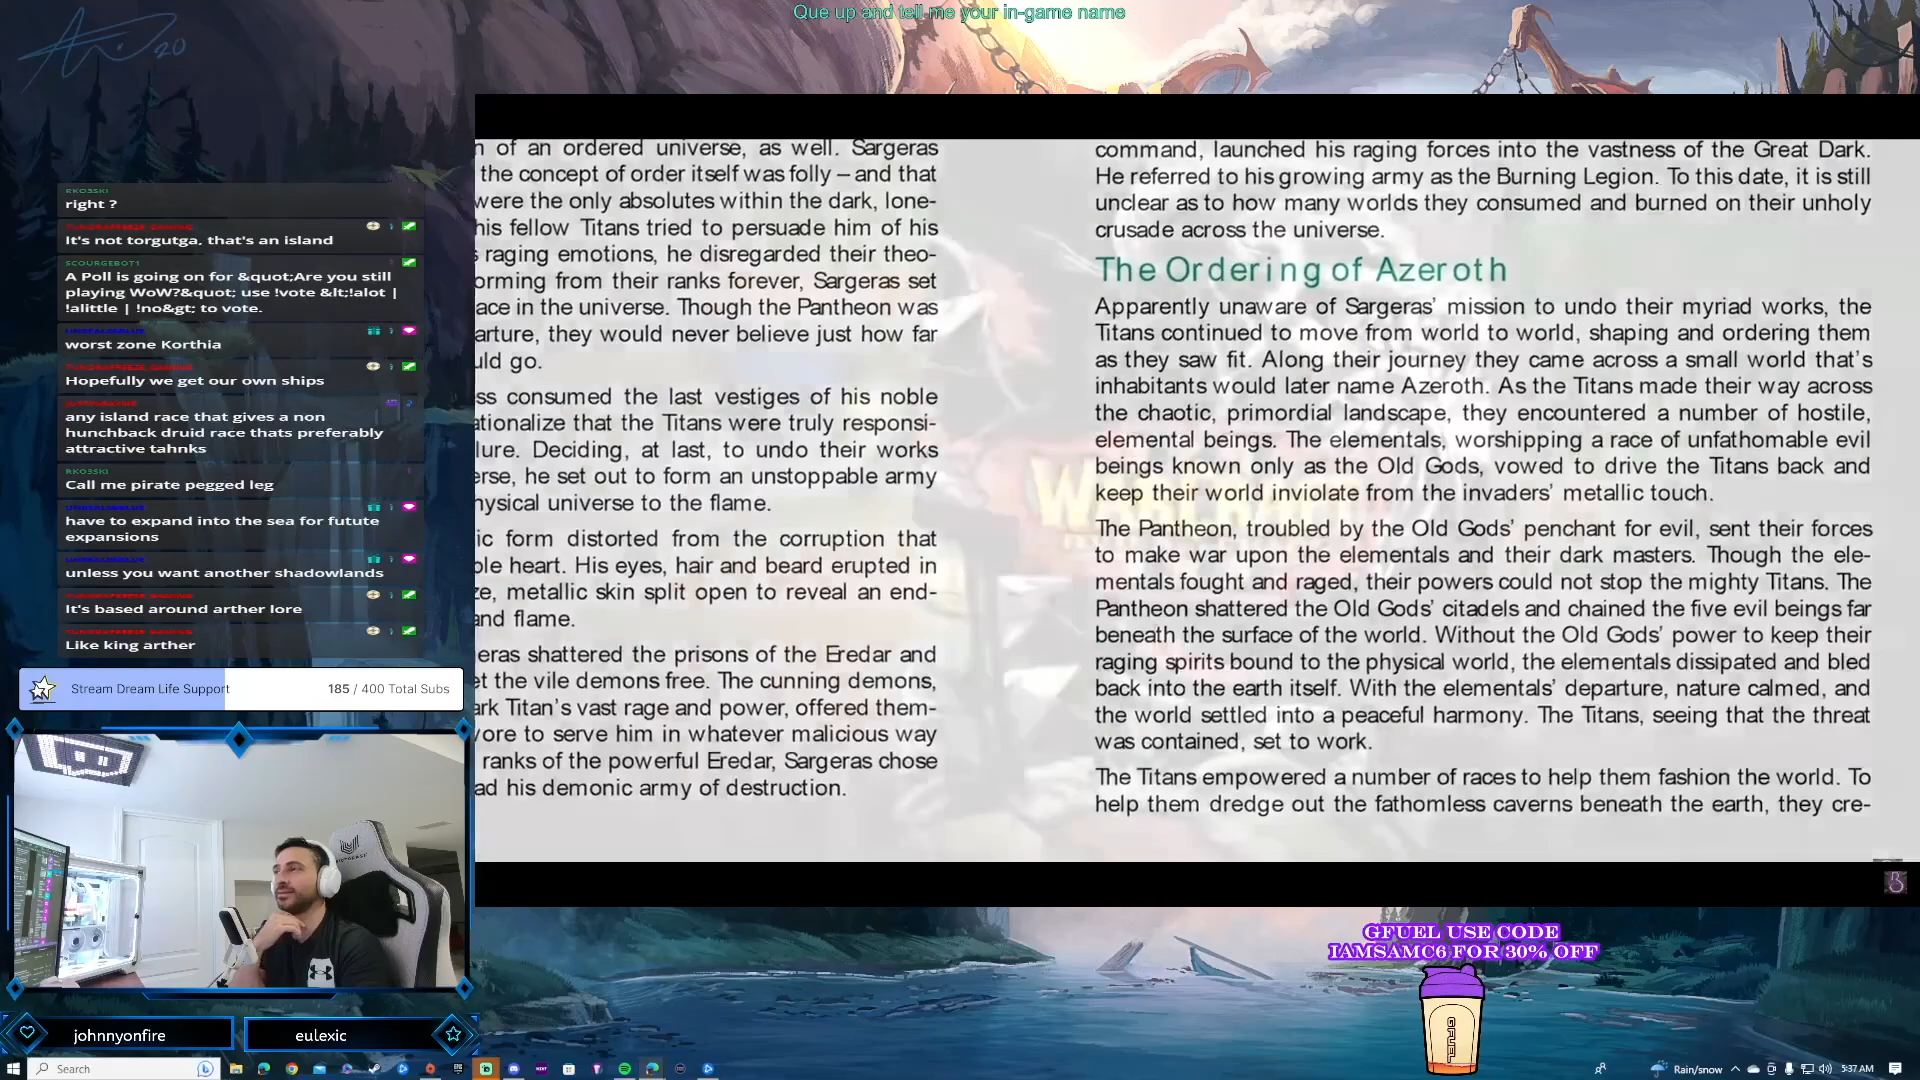 Que up and tell me your in-game name
20
RKO3SKI
right ?
It's not torgutga, that's an island
SCOURGEBOT1
A Poll is going on for &quot;Are you still
playing WoW?&quot; use !vote &lt;!alot |
!alittle | !no&gt; to vote.
worst zone Korthia
Hopefully we get our own ships
any island race that gives a non
hunchback druid race thats preferably
attractive tahnks
RKO3SKI
Call me pirate pegged leg
have to expand into the sea for futute
expansions
unless you want another shadowlands
It's based around arther lore
Like king arther
Stream Dream Life Support 185 / 400 Total Subs
johnnyonfire
eulexic
of an ordered universe, as well. Sargeras
the concept of order itself was folly – and that
were the only absolutes within the dark, lone-
his fellow Titans tried to persuade him of his
raging emotions, he disregarded their theo-
orming from their ranks forever, Sargeras set
ace in the universe. Though the Pantheon was
arture, they would never believe just how far
uld go.
ss consumed the last vestiges of his noble
ationalize that the Titans were truly responsi-
lure. Deciding, at last, to undo their works
erse, he set out to form an unstoppable army
hysical universe to the flame.
ic form distorted from the corruption that
ble heart. His eyes, hair and beard erupted in
ze, metallic skin split open to reveal an end-
and flame.
geras shattered the prisons of the Eredar and
et the vile demons free. The cunning demons,
ark Titan's vast rage and power, offered them-
wore to serve him in whatever malicious way
ranks of the powerful Eredar, Sargeras chose
ad his demonic army of destruction.
command, launched his raging forces into the vastness of the Great Dark.
He referred to his growing army as the Burning Legion. To this date, it is still
unclear as to how many worlds they consumed and burned on their unholy
crusade across the universe.
The Ordering of Azeroth
Apparently unaware of Sargeras' mission to undo their myriad works, the
Titans continued to move from world to world, shaping and ordering them
as they saw fit. Along their journey they came across a small world that's
inhabitants would later name Azeroth. As the Titans made their way across
the chaotic, primordial landscape, they encountered a number of hostile,
elemental beings. The elementals, worshipping a race of unfathomable evil
beings known only as the Old Gods, vowed to drive the Titans back and
keep their world inviolate from the invaders' metallic touch.
The Pantheon, troubled by the Old Gods' penchant for evil, sent their forces
to make war upon the elementals and their dark masters. Though the ele-
mentals fought and raged, their powers could not stop the mighty Titans. The
Pantheon shattered the Old Gods' citadels and chained the five evil beings far
beneath the surface of the world. Without the Old Gods' power to keep their
raging spirits bound to the physical world, the elementals dissipated and bled
back into the earth itself. With the elementals' departure, nature calmed, and
the world settled into a peaceful harmony. The Titans, seeing that the threat
was contained, set to work.
The Titans empowered a number of races to help them fashion the world. To
help them dredge out the fathomless caverns beneath the earth, they cre-
GFUEL USE CODE
IAMSAMC6 FOR 30% OFF
GFUEL
Search
Rain/snow
5:37 AM